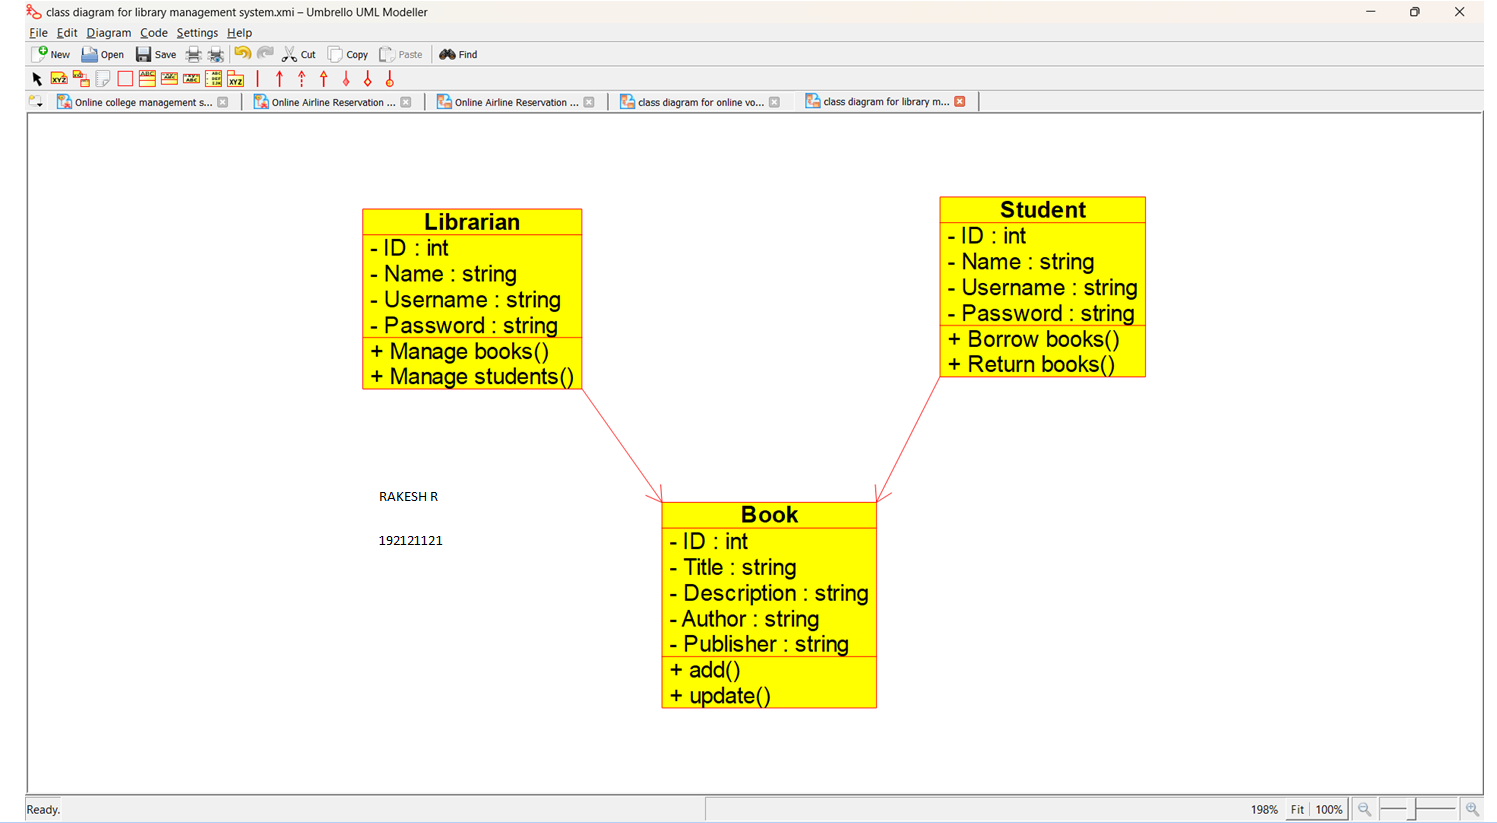 class diagram for library management system.xmi – Umbrello UML Modeller
File Edit Diagram Code Settings Help
New Open Save Cut Copy Paste Find
Online college management s... Online Airline Reservation ... Online Airline Reservation ... class diagram for online vo... class diagram for library m...
Librarian
- ID : int
- Name : string
- Username : string
- Password : string
+ Manage books()
+ Manage students()
Student
- ID : int
- Name : string
- Username : string
- Password : string
+ Borrow books()
+ Return books()
RAKESH R
192121121
Book
- ID : int
- Title : string
- Description : string
- Author : string
- Publisher : string
+ add()
+ update()
Ready. 198% Fit 100%